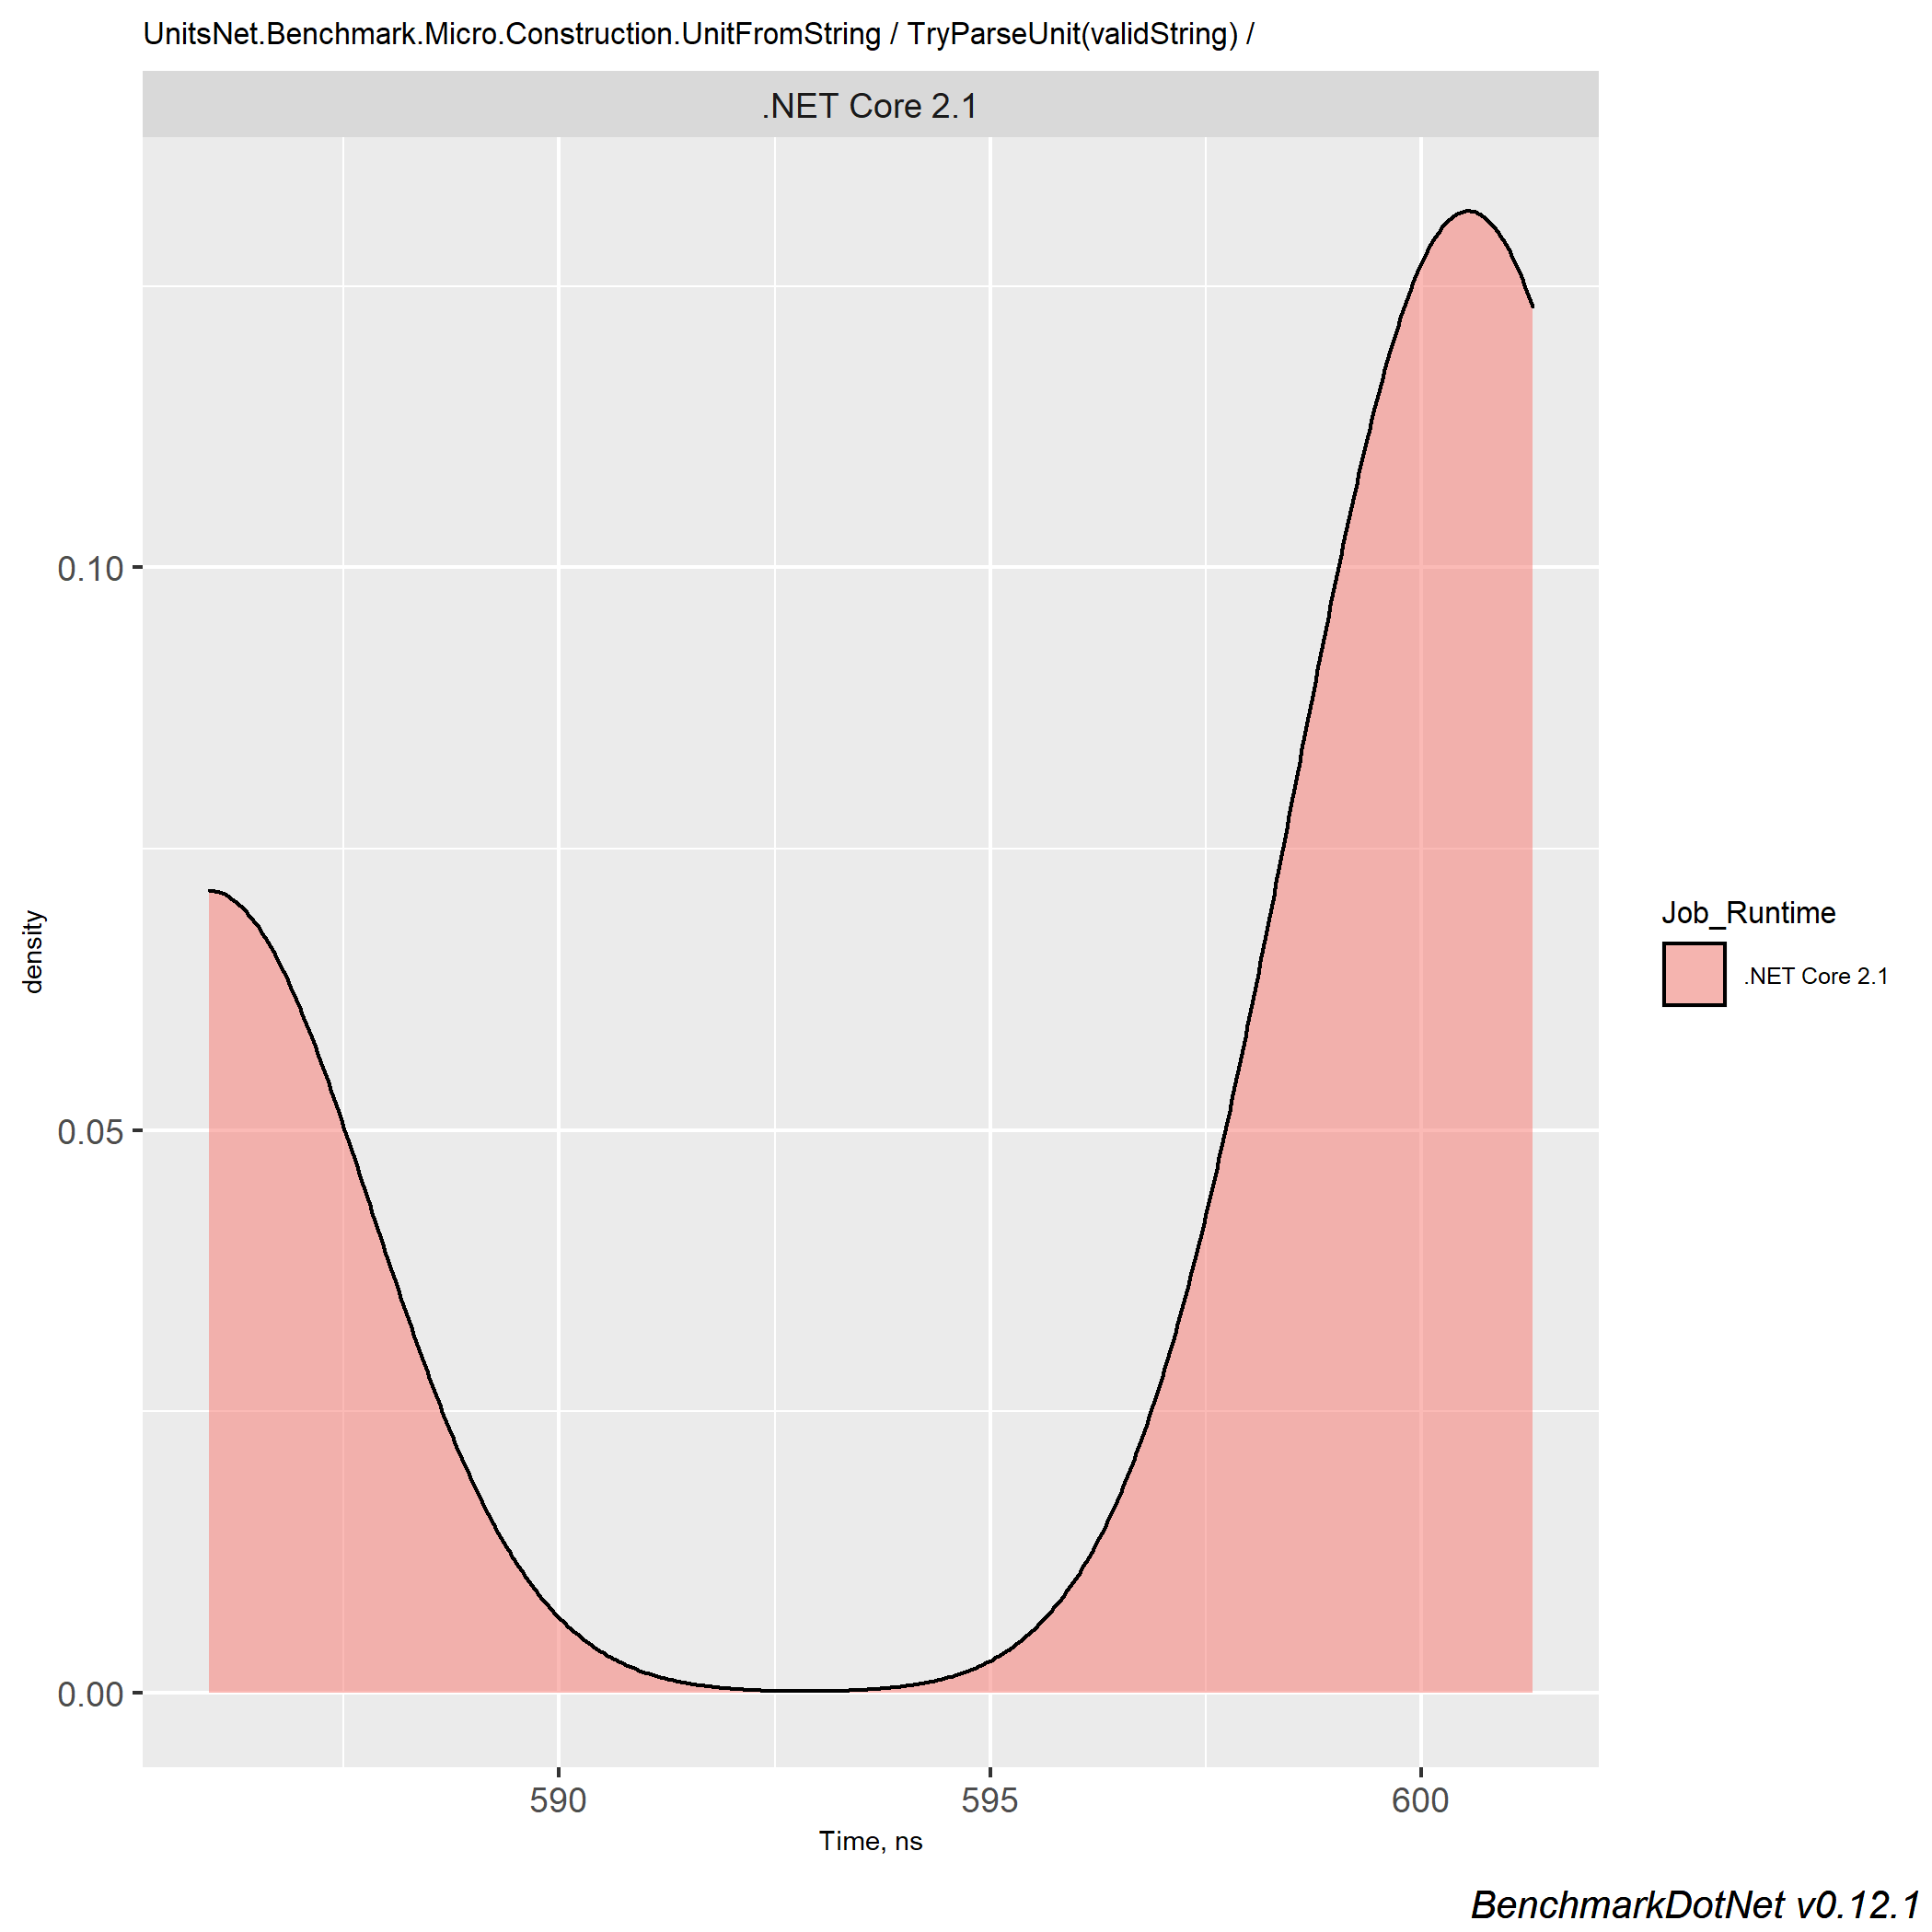 UnitsNet.Benchmark.Micro.Construction.UnitFromString / TryParseUnit(validString) /
.NET Core 2.1
0.10
0.05
0.00
density
590
595
600
Time, ns
Job_Runtime
.NET Core 2.1
BenchmarkDotNet v0.12.1